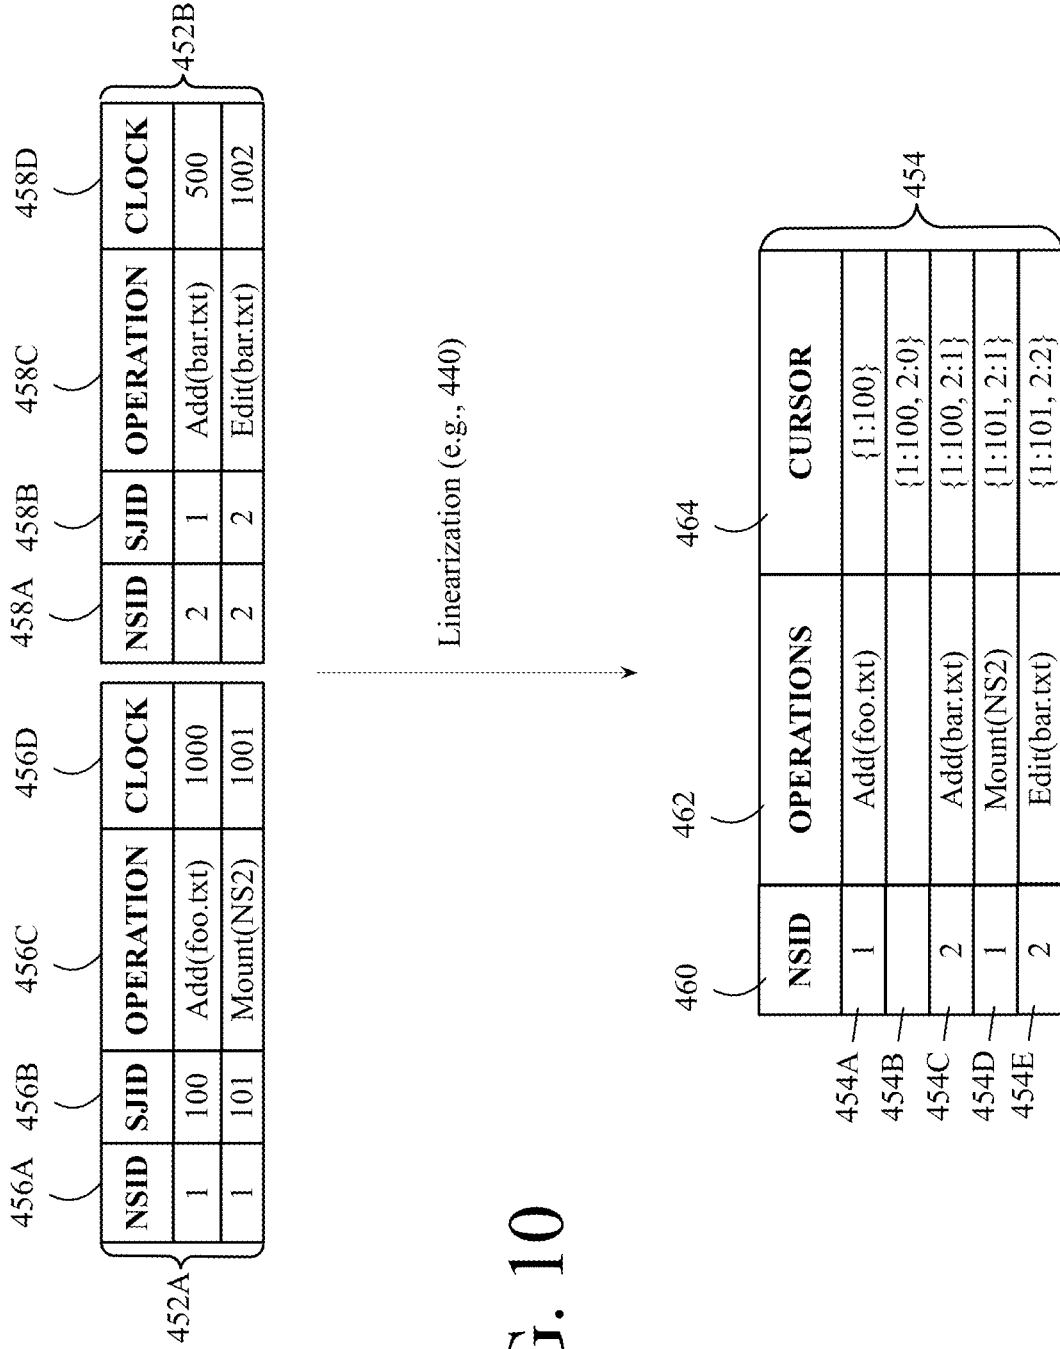 456A 456B 456C 456D 458A 458B 458C 458D
NSID SJID OPERATION CLOCK NSID SJID OPERATION CLOCK
1 100 Add(foo.txt) 1000 2 1 Add(bar.txt) 500
1 101 Mount(NS2) 1001 2 2 Edit(bar.txt) 1002
452A 452B
Linearization (e.g., 440)
460 462 464
NSID OPERATIONS CURSOR
454A 1 Add(foo.txt) {1:100}
454B {1:100, 2:0}
454C 2 Add(bar.txt) {1:100, 2:1}
454D 1 Mount(NS2) {1:101, 2:1}
454E 2 Edit(bar.txt) {1:101, 2:2}
454
G. 10